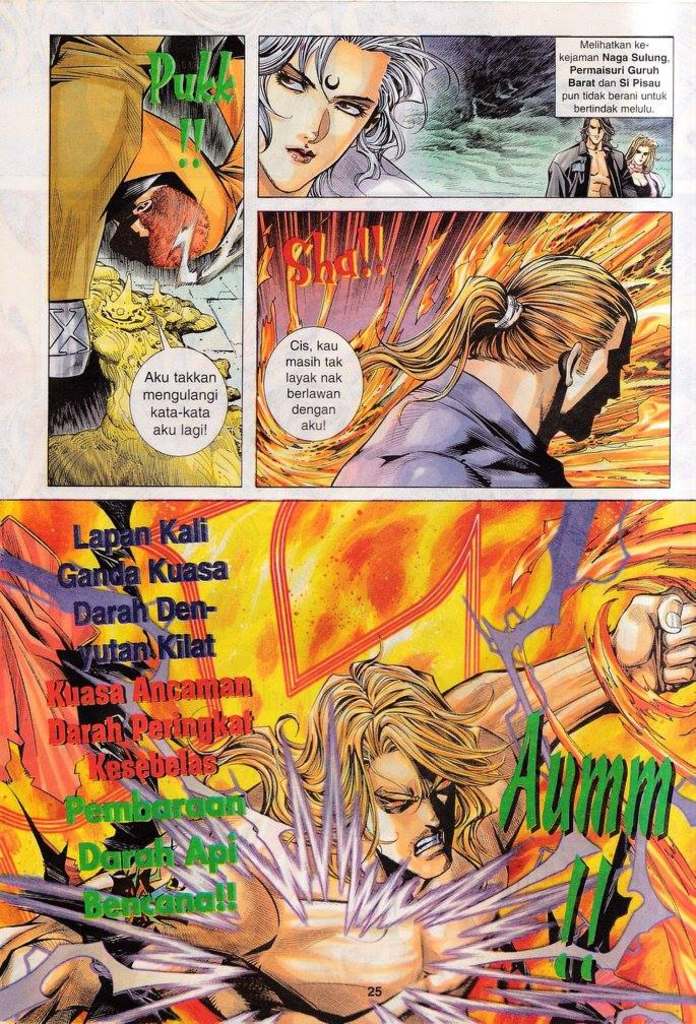 Pukk
!!
Aku takkan
mengulangi
kata-kata
aku lagi!
Melihatkan ke-
kejaman Naga Sulung,
Permaisuri Guruh
Barat dan Si Pisau
pun tidak berani untuk
bertindak melulu.
Sha!!
Cis, kau
masih tak
layak nak
berlawan
dengan
aku!
Lapan Kali
Ganda Kuasa
Darah Den-
yutan Kilat
Kuasa Ancaman
Darah Peringkat
Kesebelas
Pembaraan
Darah Api
Bencana!!
Aumm
!!
25